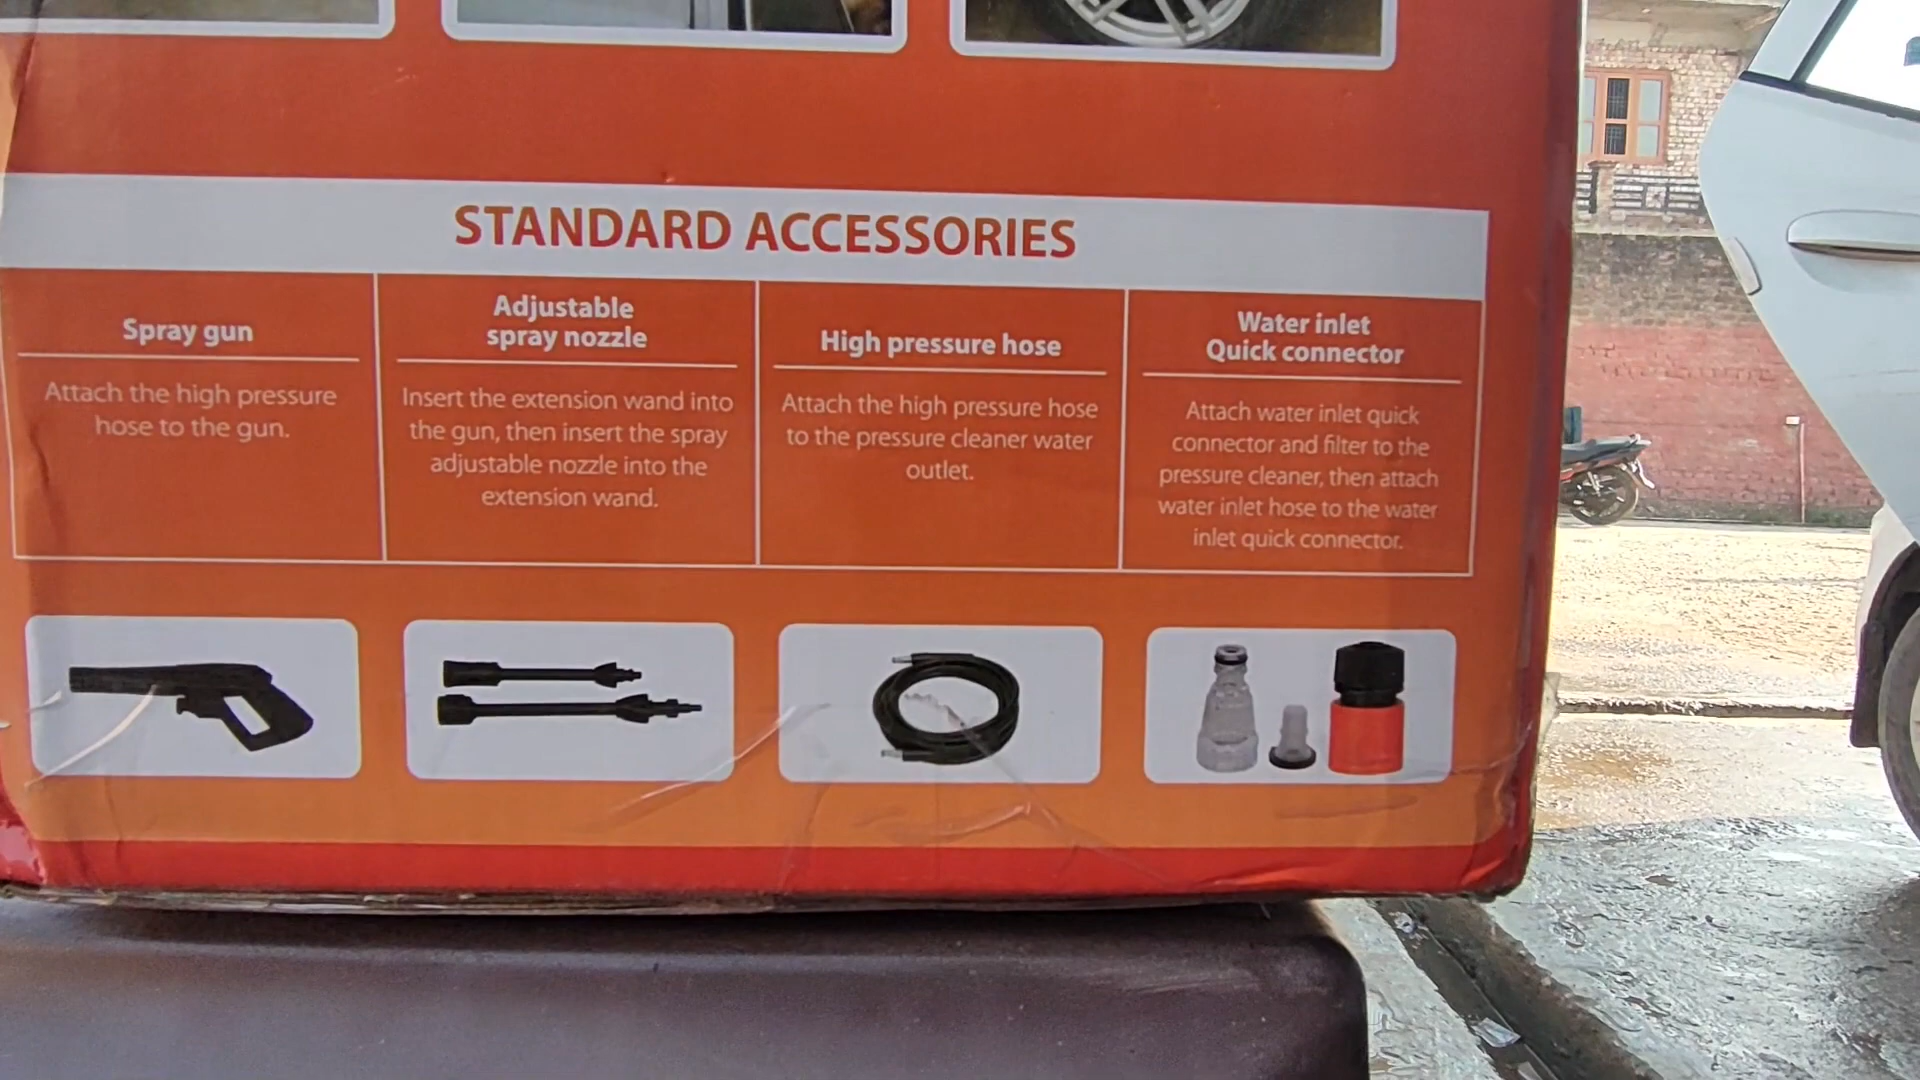 STANDARD ACCESSORIES
Spray gun
Attach the high pressure
hose to the gun.
Adjustable
spray nozzle
Insert the extension wand into
the gun, then insert the spray
adjustable nozzle into the
extension wand.
High pressure hose
Attach the high pressure hose
to the pressure cleaner water
outlet.
Water inlet
Quick connector
Attach water inlet quick
connector and filter to the
pressure cleaner, then attach
water inlet hose to the water
inlet quick connector.